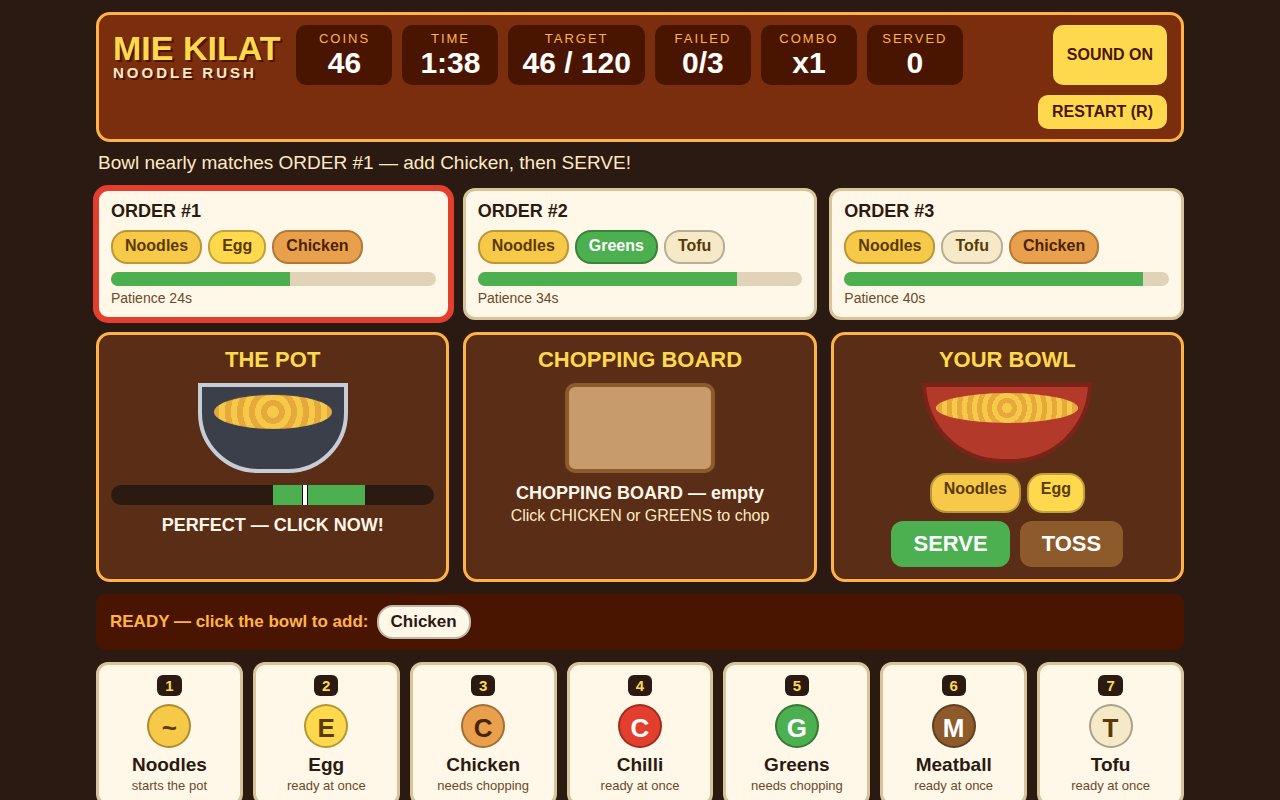 MIE KILAT
NOODLE RUSH
COINS
46
TIME
1:38
TARGET
46 / 120
FAILED
0/3
COMBO
x1
SERVED
0
SOUND ON
RESTART (R)
Bowl nearly matches ORDER #1 — add Chicken, then SERVE!
ORDER #1
Noodles Egg Chicken
Patience 24s
ORDER #2
Noodles Greens Tofu
Patience 34s
ORDER #3
Noodles Tofu Chicken
Patience 40s
THE POT
PERFECT — CLICK NOW!
CHOPPING BOARD
CHOPPING BOARD — empty
Click CHICKEN or GREENS to chop
YOUR BOWL
Noodles Egg
SERVE TOSS
READY — click the bowl to add: Chicken
1
~
Noodles
starts the pot
2
E
Egg
ready at once
3
C
Chicken
needs chopping
4
C
Chilli
ready at once
5
G
Greens
needs chopping
6
M
Meatball
ready at once
7
T
Tofu
ready at once